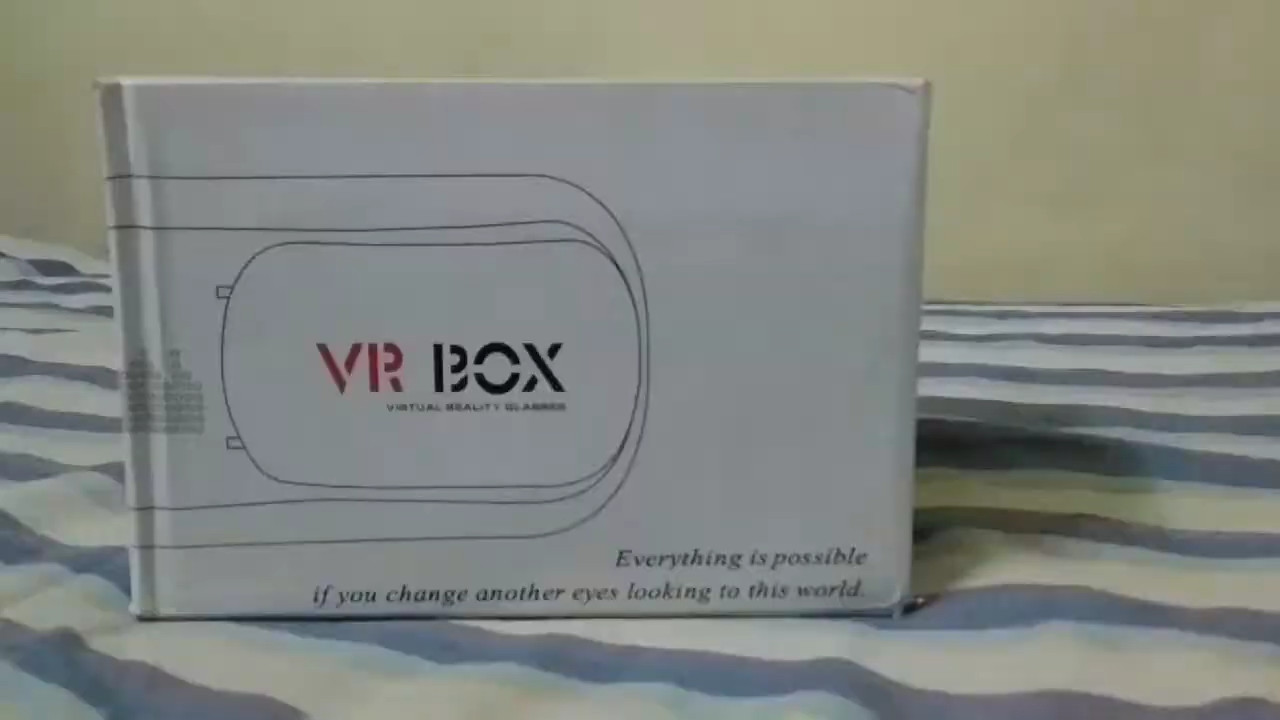 VR BOX
VIRTUAL REALITY GLASSES
Everything is possible
if you change another eyes looking to this world.